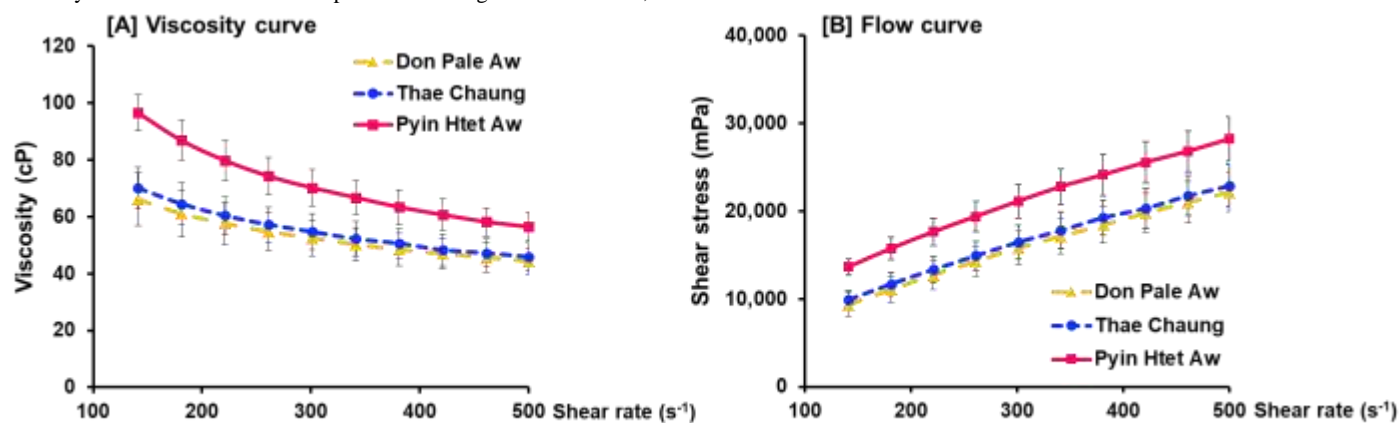 [A] Viscosity curve
120
100
80
60
40
20
0
Viscosity (cP)
Don Pale Aw
Thae Chaung
Pyin Htet Aw
100 200 300 400 500 Shear rate (s-1)
[B] Flow curve
40,000
30,000
20,000
10,000
0
Shear stress (mPa)
Don Pale Aw
Thae Chaung
Pyin Htet Aw
100 200 300 400 500 Shear rate (s-1)